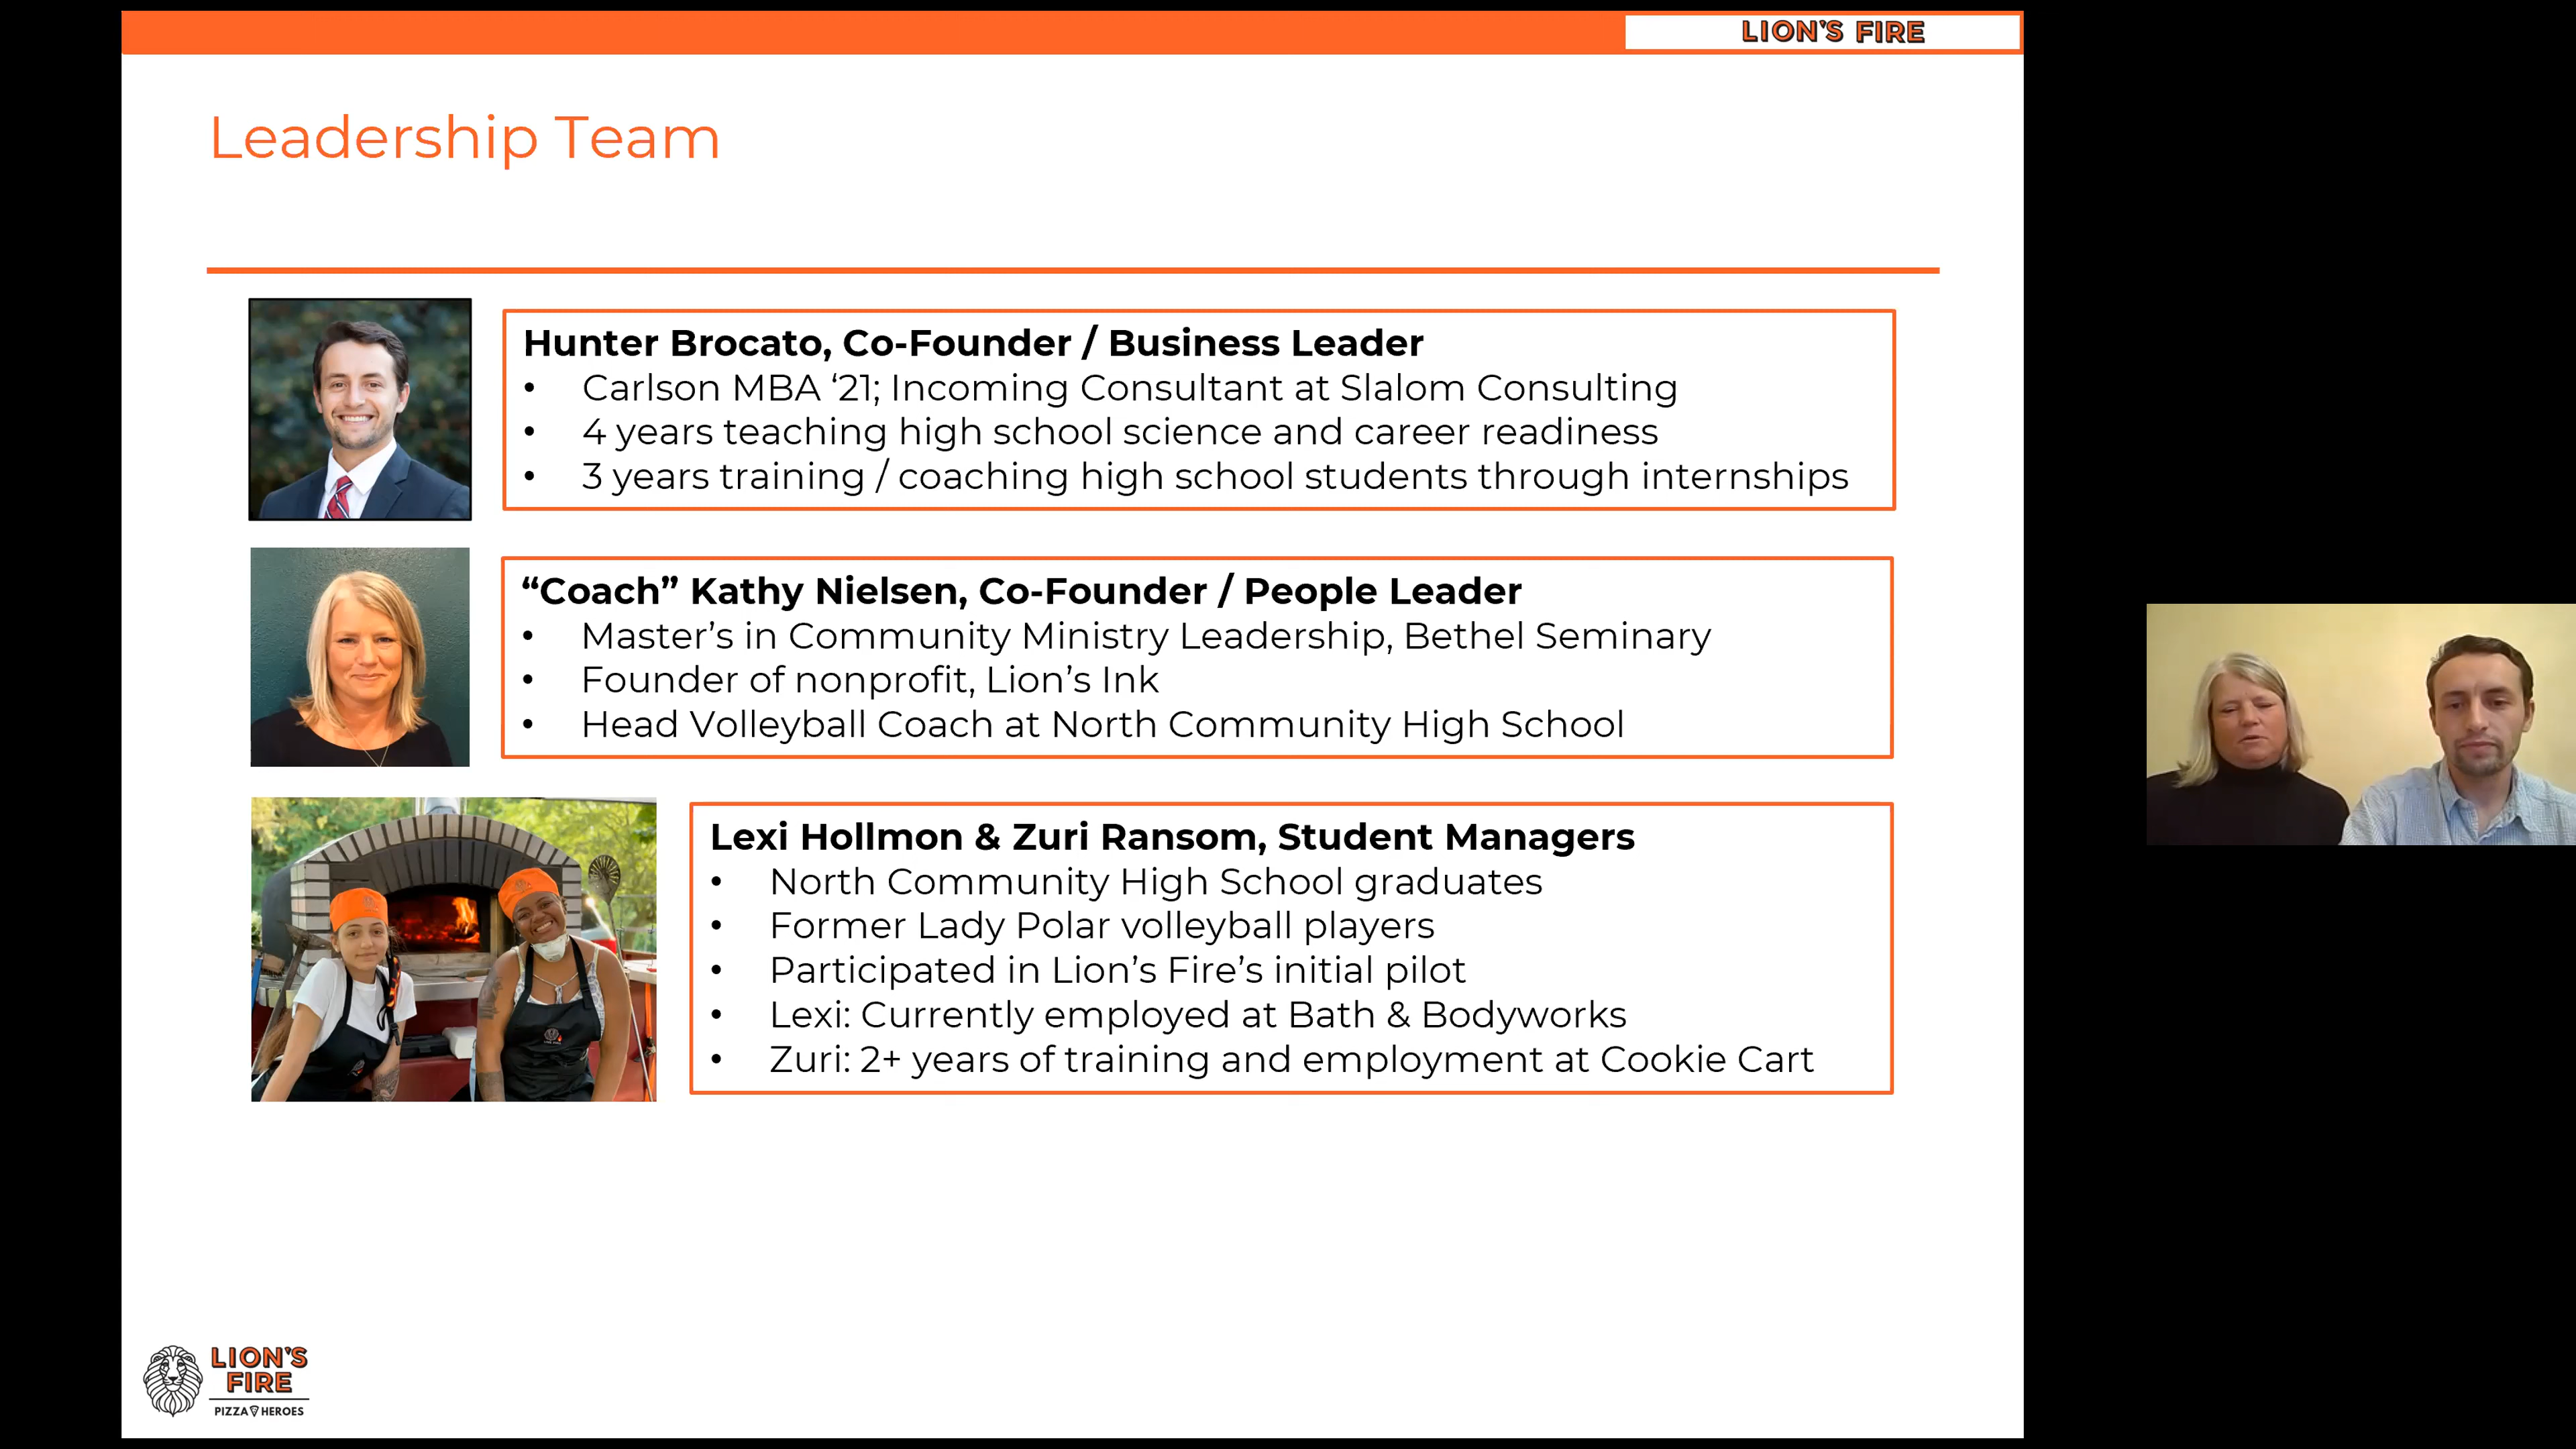 LION'S FIRE
Leadership Team
Hunter Brocato, Co-Founder / Business Leader
• Carlson MBA ‘21; Incoming Consultant at Slalom Consulting
• 4 years teaching high school science and career readiness
• 3 years training / coaching high school students through internships
“Coach” Kathy Nielsen, Co-Founder / People Leader
• Master’s in Community Ministry Leadership, Bethel Seminary
• Founder of nonprofit, Lion’s Ink
• Head Volleyball Coach at North Community High School
Lexi Hollmon & Zuri Ransom, Student Managers
• North Community High School graduates
• Former Lady Polar volleyball players
• Participated in Lion’s Fire’s initial pilot
• Lexi: Currently employed at Bath & Bodyworks
• Zuri: 2+ years of training and employment at Cookie Cart
LION'S
FIRE
PIZZA HEROES